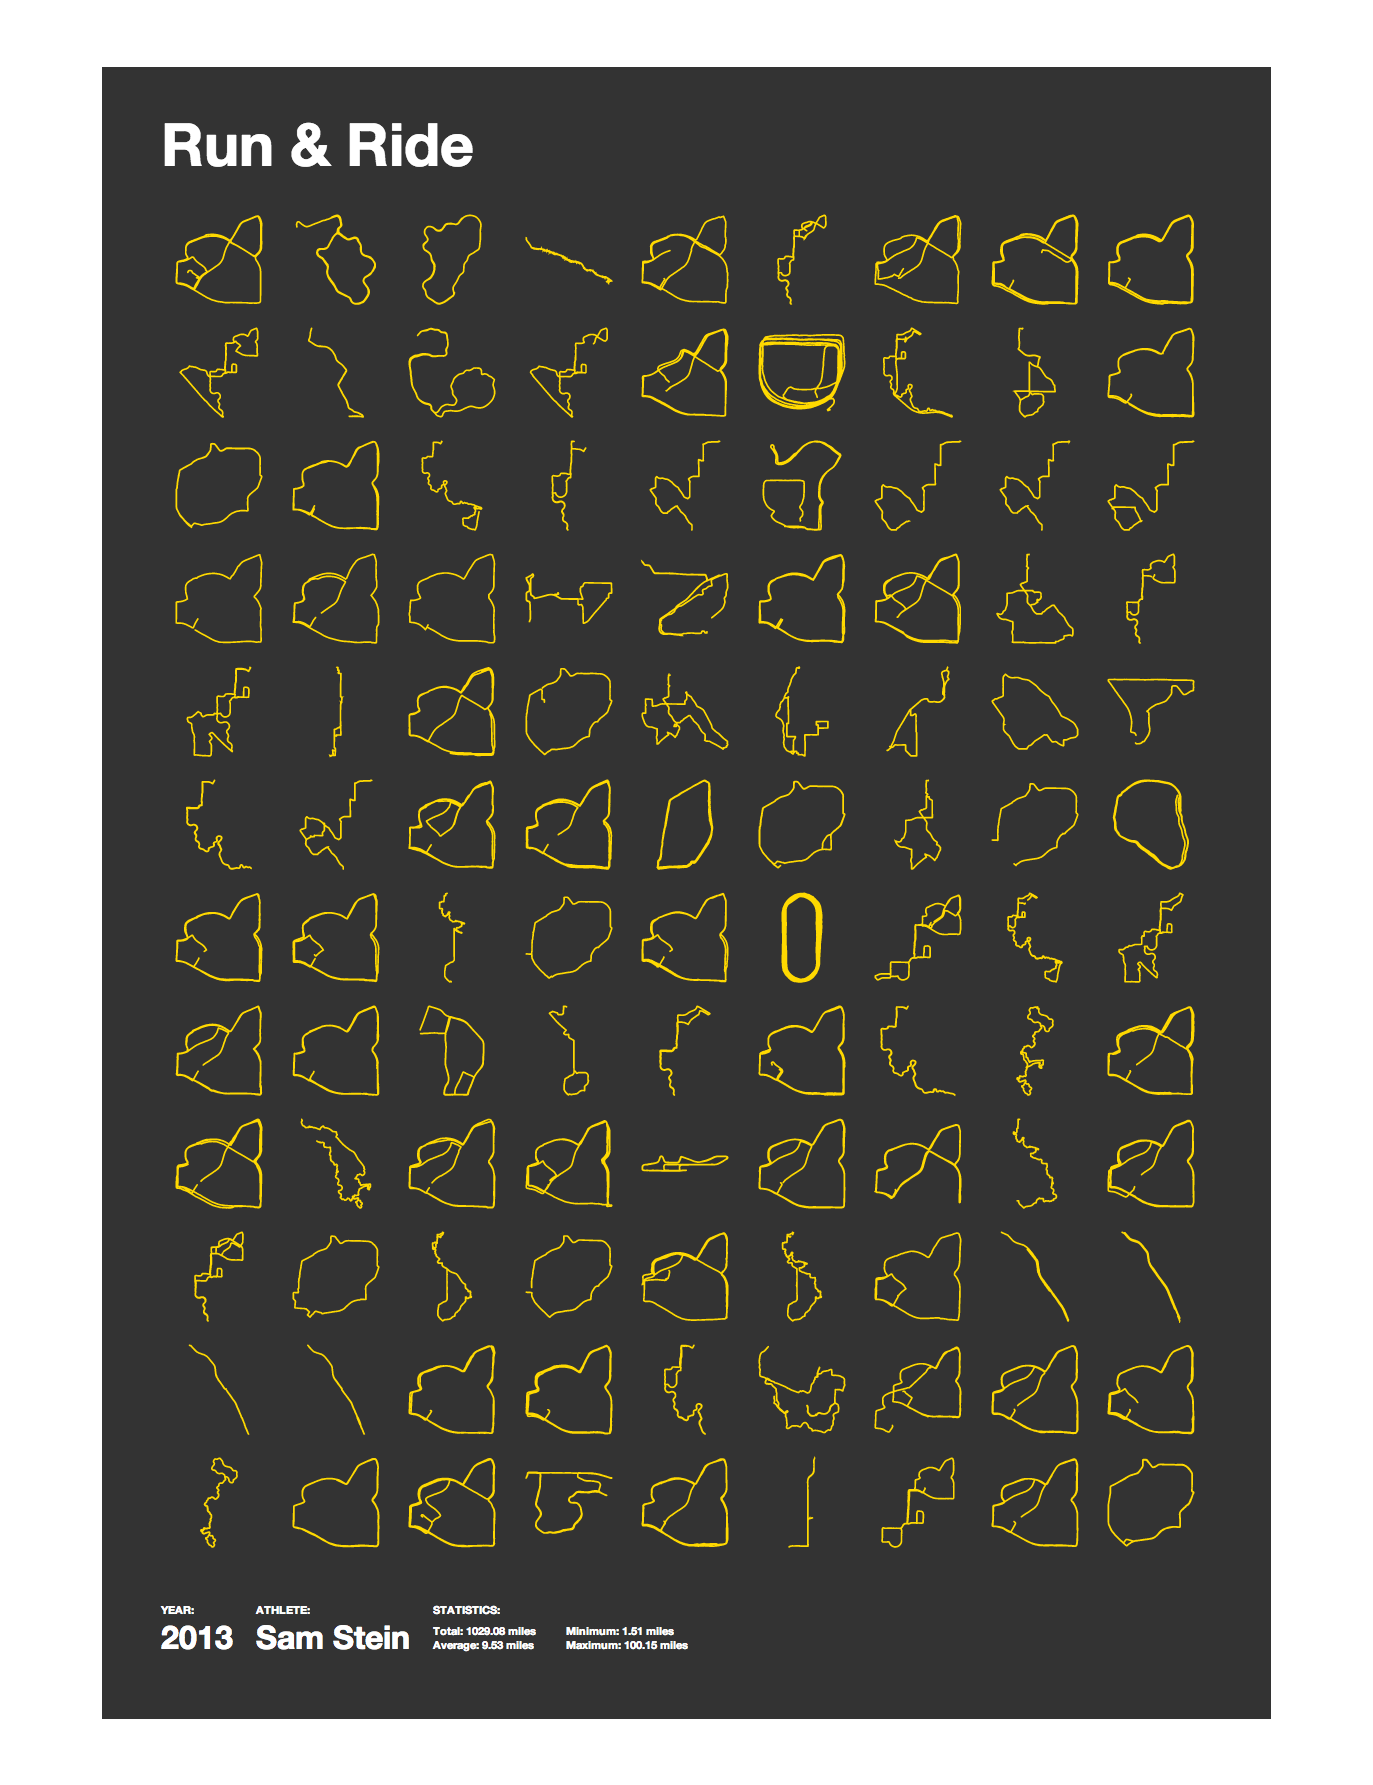 Run & Ride
YEAR:
2013
ATHLETE:
Sam Stein
STATISTICS:
Total: 1029.08 miles
Average: 9.53 miles
Minimum: 1.51 miles
Maximum: 100.15 miles